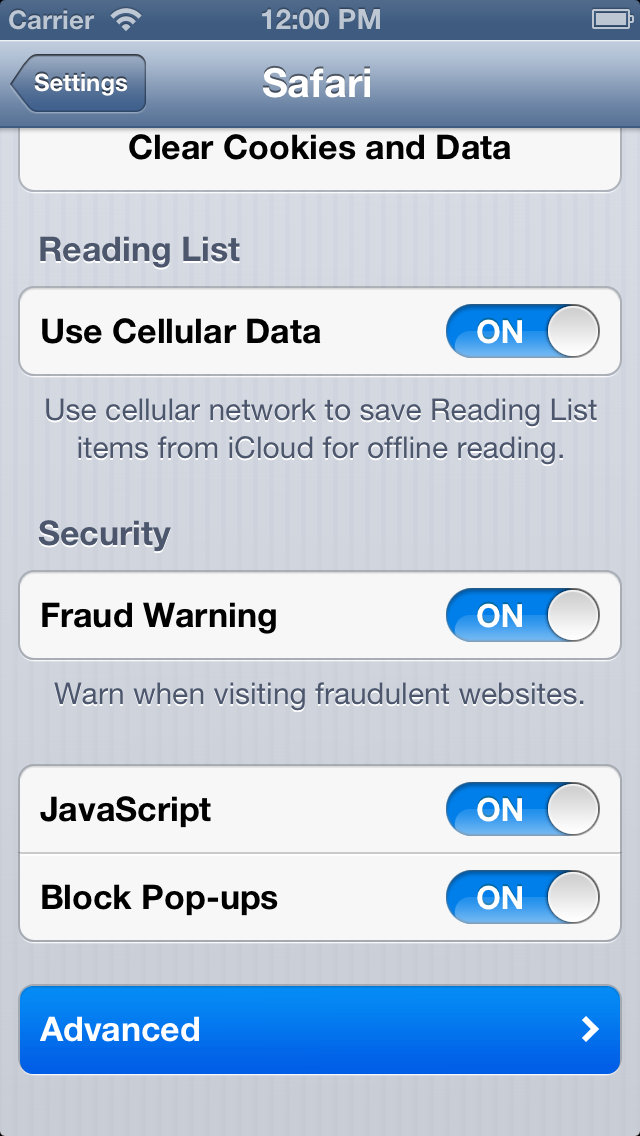 Carrier 12:00 PM
Settings Safari
Clear Cookies and Data
Reading List
Use Cellular Data ON
Use cellular network to save Reading List
items from iCloud for offline reading.
Security
Fraud Warning ON
Warn when visiting fraudulent websites.
JavaScript ON
Block Pop-ups ON
Advanced